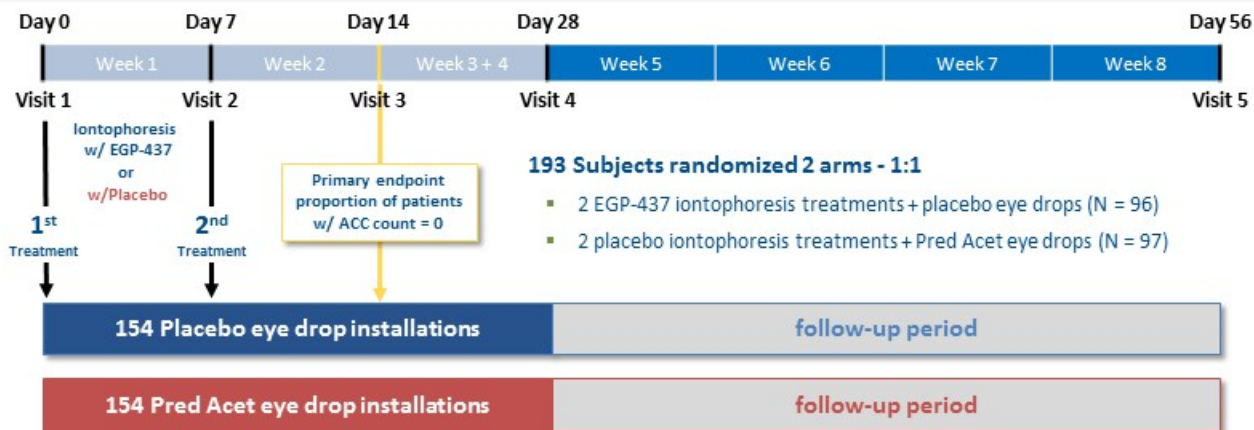 Day 0
Day 7
Day 14
Day 28
Day 56
Week 1
Week 2
Week 3 + 4
Week 5
Week 6
Week 7
Week 8
Visit 1
Visit 2
Visit 3
Visit 4
Visit 5
Iontophoresis
w/ EGP-437
or
w/Placebo
1st
Treatment
2nd
Treatment
Primary endpoint
proportion of patients
w/ ACC count = 0
193 Subjects randomized 2 arms - 1:1
▪ 2 EGP-437 iontophoresis treatments + placebo eye drops (N = 96)
▪ 2 placebo iontophoresis treatments + Pred Acet eye drops (N = 97)
154 Placebo eye drop installations
follow-up period
154 Pred Acet eye drop installations
follow-up period